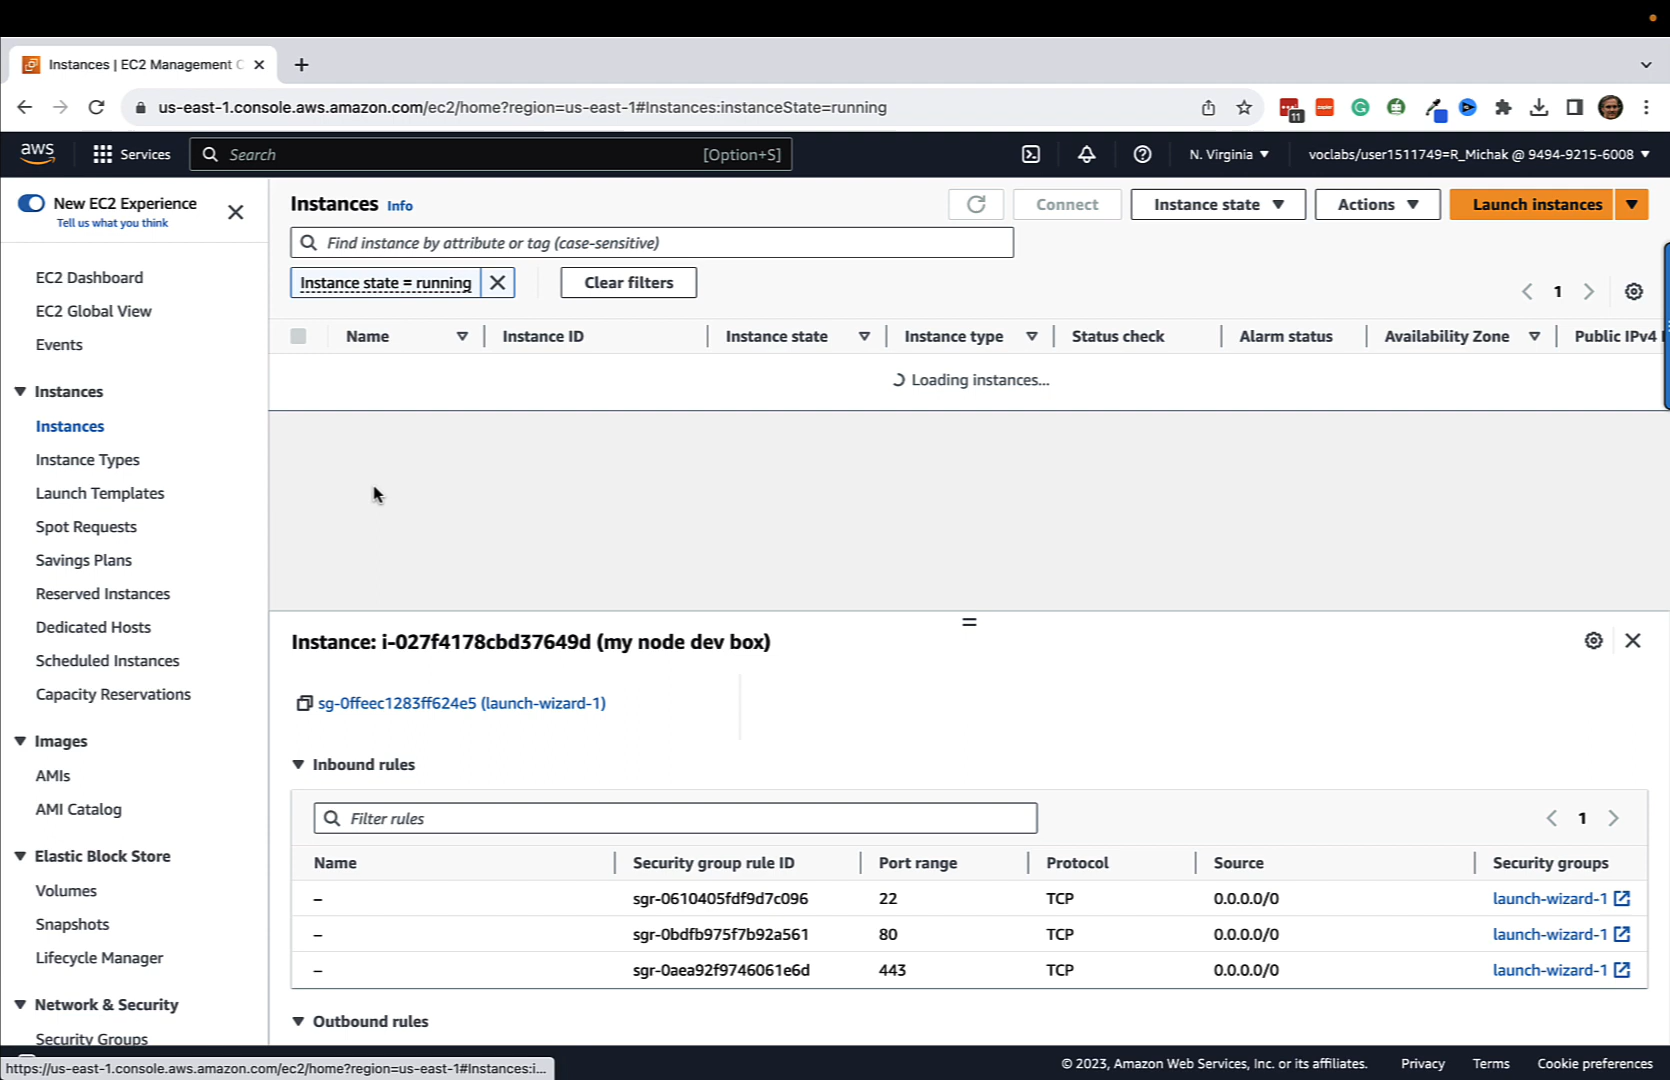 Instances | EC2 Management C
us-east-1.console.aws.amazon.com/ec2/home?region=us-east-1#Instances:instanceState=running
11
aws
Services
Search
[Option+S]
N. Virginia
voclabs/user1511749=R_Michak @ 9494-9215-6008
New EC2 Experience
Tell us what you think
EC2 Dashboard
EC2 Global View
Events
Instances
Instances
Instance Types
Launch Templates
Spot Requests
Savings Plans
Reserved Instances
Dedicated Hosts
Scheduled Instances
Capacity Reservations
Images
AMIs
AMI Catalog
Elastic Block Store
Volumes
Snapshots
Lifecycle Manager
Network & Security
Security Groups
Instances Info
Connect
Instance state
Actions
Launch instances
Find instance by attribute or tag (case-sensitive)
Instance state = running
Clear filters
1
Name Instance ID Instance state Instance type Status check Alarm status Availability Zone Public IPv4
Loading instances...
Instance: i-027f4178cbd37649d (my node dev box)
sg-0ffeec1283ff624e5 (launch-wizard-1)
Inbound rules
Filter rules
1
Name Security group rule ID Port range Protocol Source Security groups
– sgr-0610405fdf9d7c096 22 TCP 0.0.0.0/0 launch-wizard-1
– sgr-0bdfb975f7b92a561 80 TCP 0.0.0.0/0 launch-wizard-1
– sgr-0aea92f9746061e6d 443 TCP 0.0.0.0/0 launch-wizard-1
Outbound rules
https://us-east-1.console.aws.amazon.com/ec2/home?region=us-east-1#Instances:i...
© 2023, Amazon Web Services, Inc. or its affiliates.
Privacy
Terms
Cookie preferences